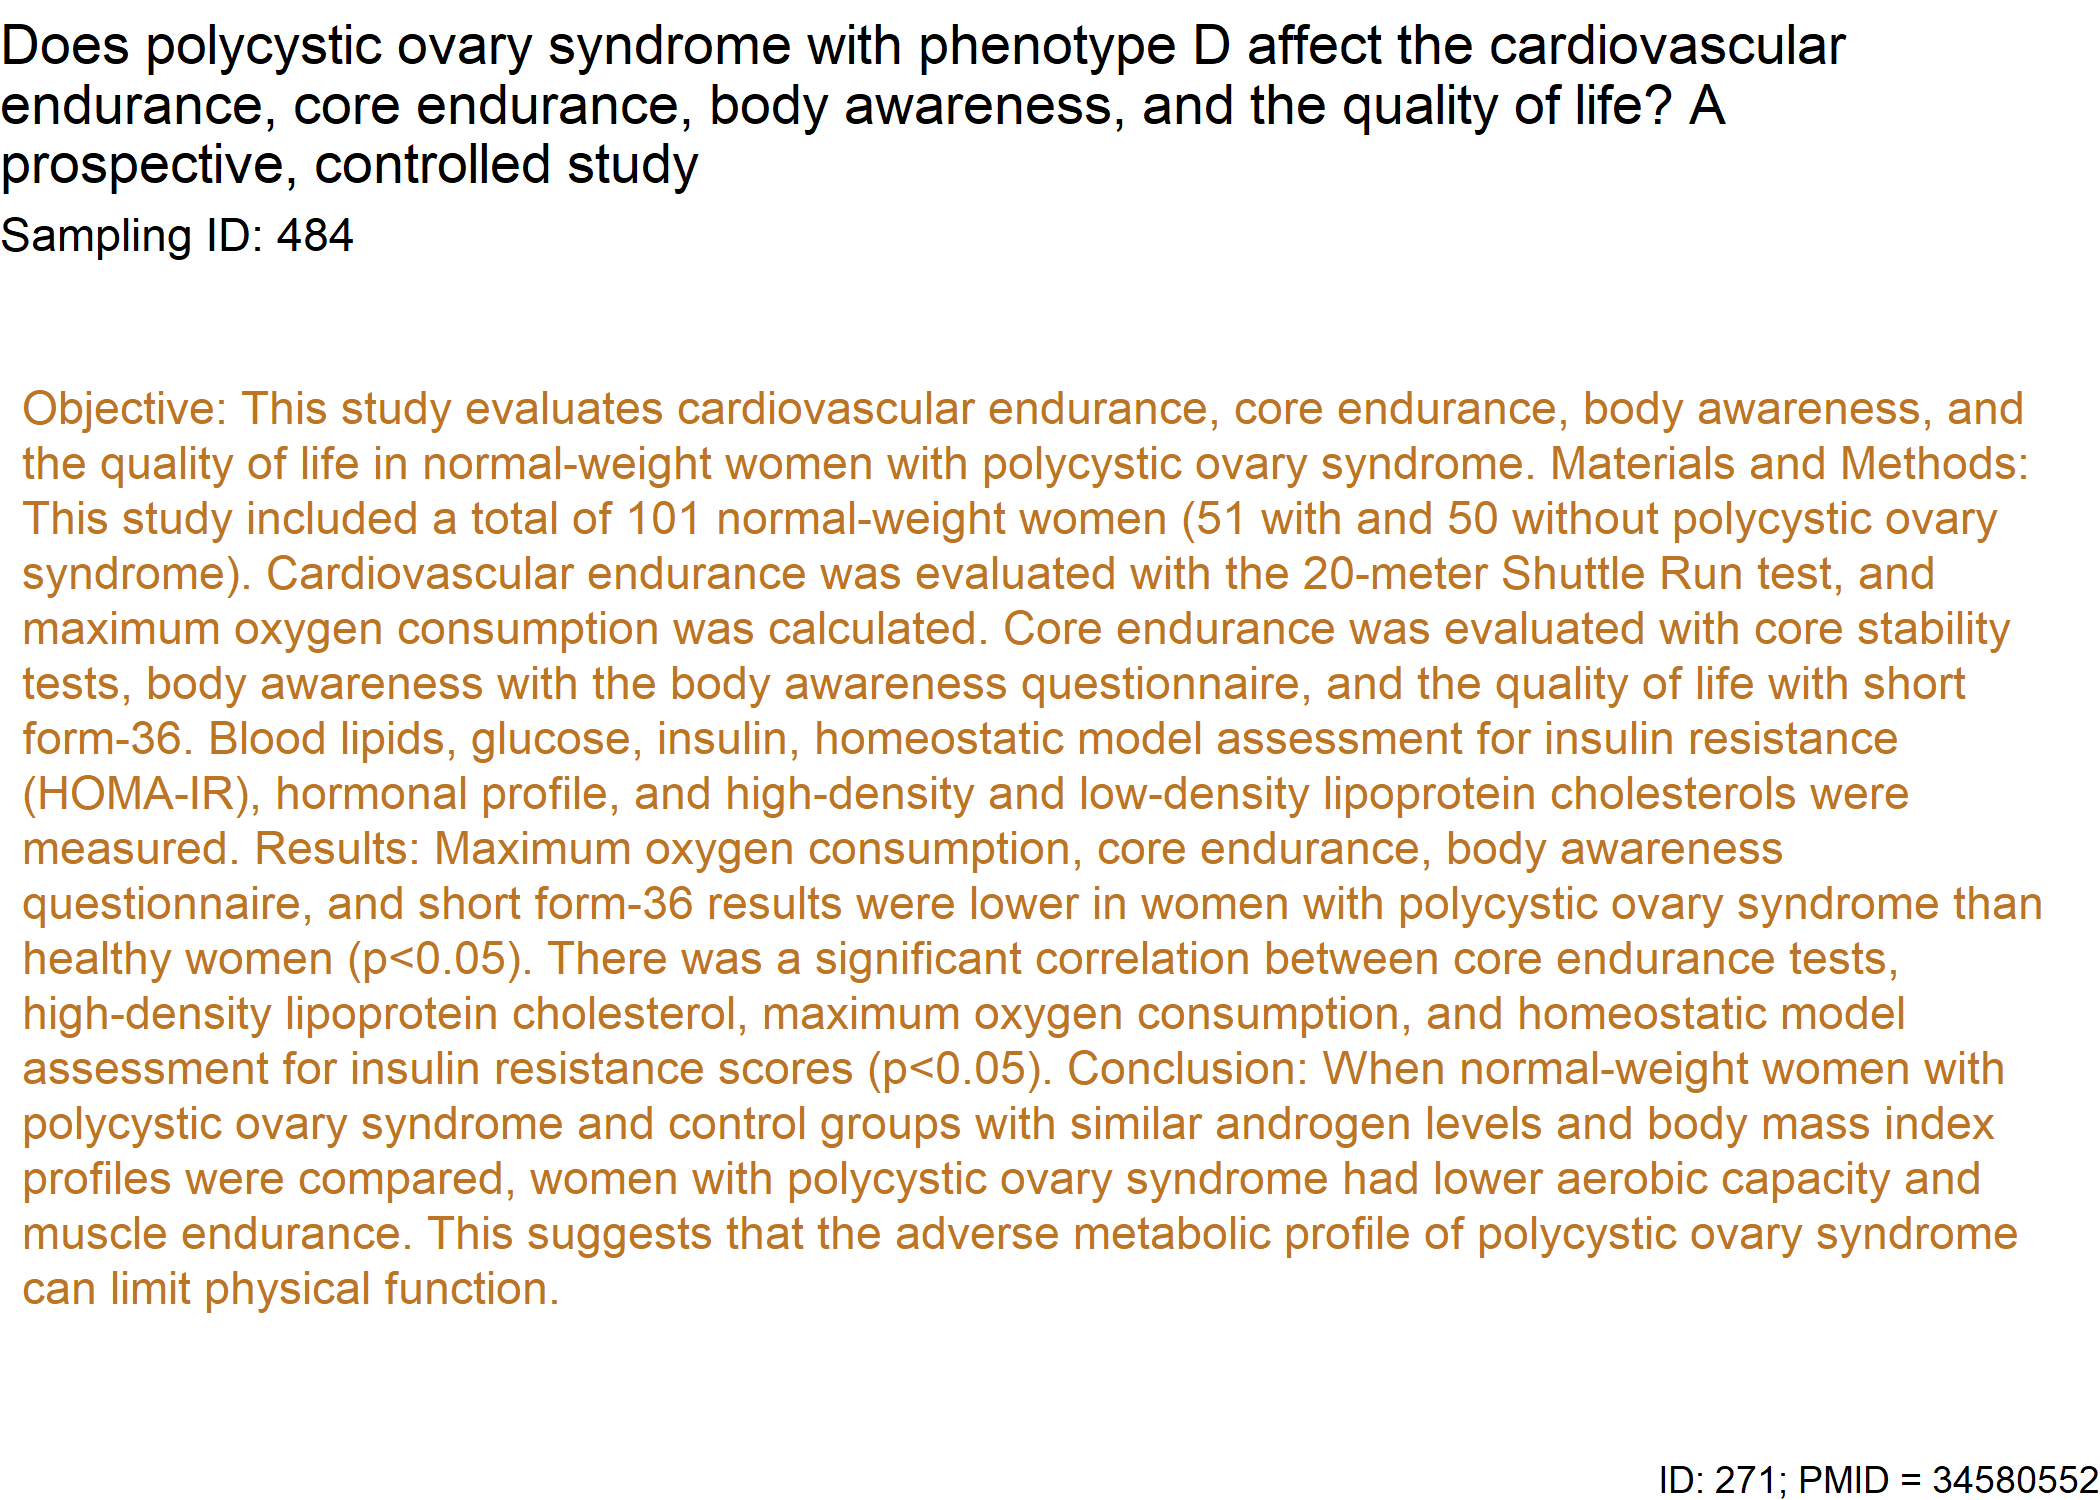 Does polycystic ovary syndrome with phenotype D affect the cardiovascular
endurance, core endurance, body awareness, and the quality of life? A
prospective, controlled study
Sampling ID: 484
Objective: This study evaluates cardiovascular endurance, core endurance, body awareness, and
the quality of life in normal-weight women with polycystic ovary syndrome. Materials and Methods:
This study included a total of 101 normal-weight women (51 with and 50 without polycystic ovary
syndrome). Cardiovascular endurance was evaluated with the 20-meter Shuttle Run test, and
maximum oxygen consumption was calculated. Core endurance was evaluated with core stability
tests, body awareness with the body awareness questionnaire, and the quality of life with short
form-36. Blood lipids, glucose, insulin, homeostatic model assessment for insulin resistance
(HOMA-IR), hormonal profile, and high-density and low-density lipoprotein cholesterols were
measured. Results: Maximum oxygen consumption, core endurance, body awareness
questionnaire, and short form-36 results were lower in women with polycystic ovary syndrome than
healthy women (p<0.05). There was a significant correlation between core endurance tests,
high-density lipoprotein cholesterol, maximum oxygen consumption, and homeostatic model
assessment for insulin resistance scores (p<0.05). Conclusion: When normal-weight women with
polycystic ovary syndrome and control groups with similar androgen levels and body mass index
profiles were compared, women with polycystic ovary syndrome had lower aerobic capacity and
muscle endurance. This suggests that the adverse metabolic profile of polycystic ovary syndrome
can limit physical function.
ID: 271; PMID = 34580552